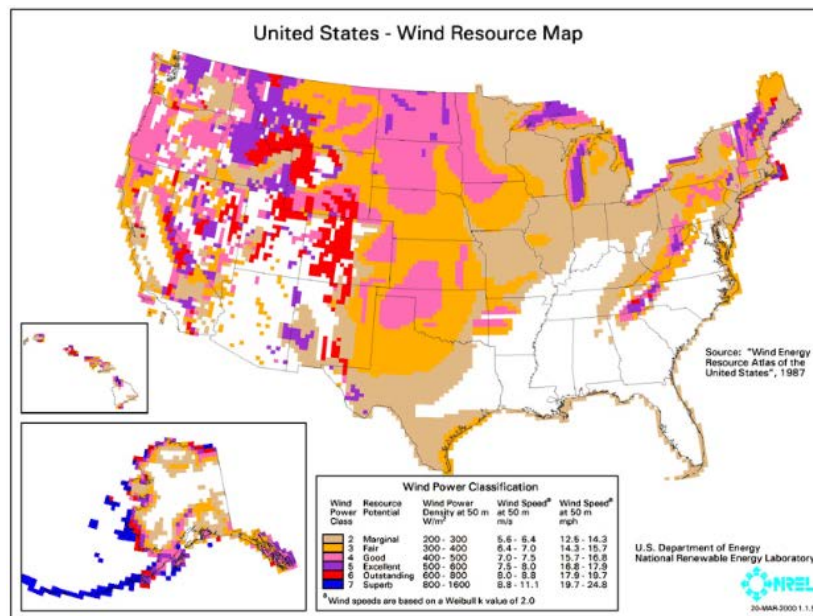 United States - Wind Resource Map
Source: "Wind Energy
Resource Atlas of the
United States", 1987
Wind Power Classification
Wind Power Class Resource Potential Wind Power Density at 50 m W/m² Wind Speedᵃ at 50 m m/s Wind Speedᵃ at 50 m mph
2 Marginal 200 - 300 5.6 - 6.4 12.5 - 14.3
3 Fair 300 - 400 6.4 - 7.0 14.3 - 15.7
4 Good 400 - 500 7.0 - 7.5 15.7 - 16.8
5 Excellent 500 - 600 7.5 - 8.0 16.8 - 17.9
6 Outstanding 600 - 800 8.0 - 8.8 17.9 - 19.7
7 Superb 800 - 1600 8.8 - 11.1 19.7 - 24.8
ᵃ Wind speeds are based on a Weibull k value of 2.0
U.S. Department of Energy
National Renewable Energy Laboratory
NREL
20-MAR-2000 1.1.9